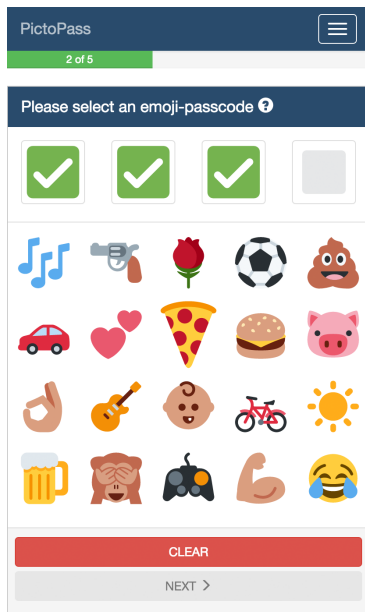 PictoPass
2 of 5
Please select an emoji-passcode ?
CLEAR
NEXT